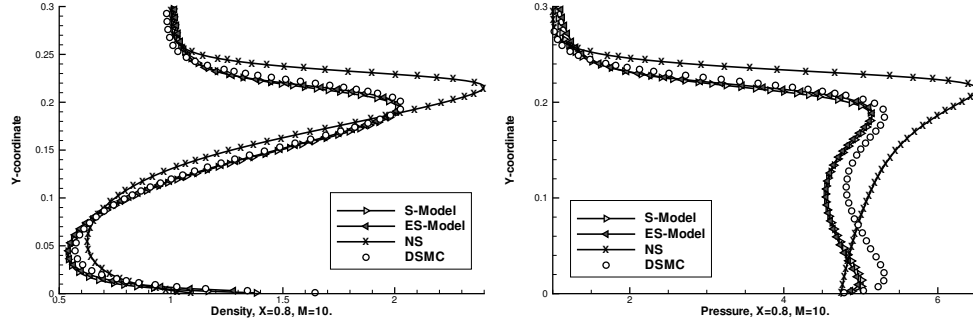 0.3
0.25
0.2
0.15
0.1
0.05
0
Y-coordinate
S-Model
ES-Model
NS
DSMC
0.5
1
1.5
2
Density, X=0.8, M=10.
0.3
0.2
0.1
0
Y-coordinate
S-Model
ES-Model
NS
DSMC
2
4
6
Pressure, X=0.8, M=10.